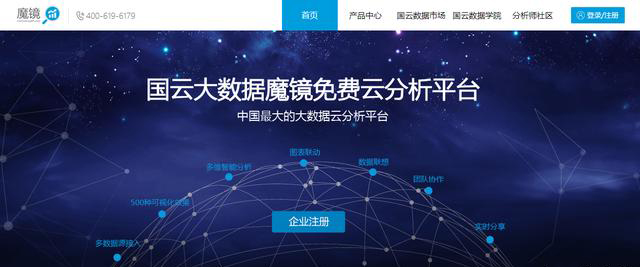 魔镜
400-619-6179
首页
产品中心
国云数据市场
国云数据学院
分析师社区
登录/注册
国云大数据魔镜免费云分析平台
中国最大的大数据云分析平台
图表联动
多维智能分析
数据联想
团队协作
500种可视化效果
企业注册
实时分享
多数据源接入